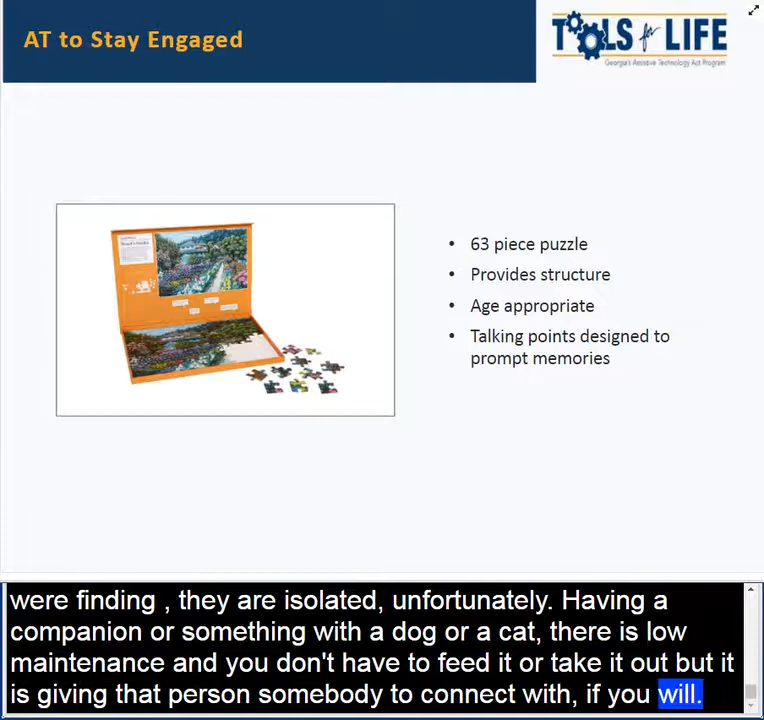 AT to Stay Engaged
TOOLS for LIFE
Georgia's Assistive Technology Act Program
• 63 piece puzzle
• Provides structure
• Age appropriate
• Talking points designed to
prompt memories
were finding , they are isolated, unfortunately. Having a
companion or something with a dog or a cat, there is low
maintenance and you don't have to feed it or take it out but it
is giving that person somebody to connect with, if you will.